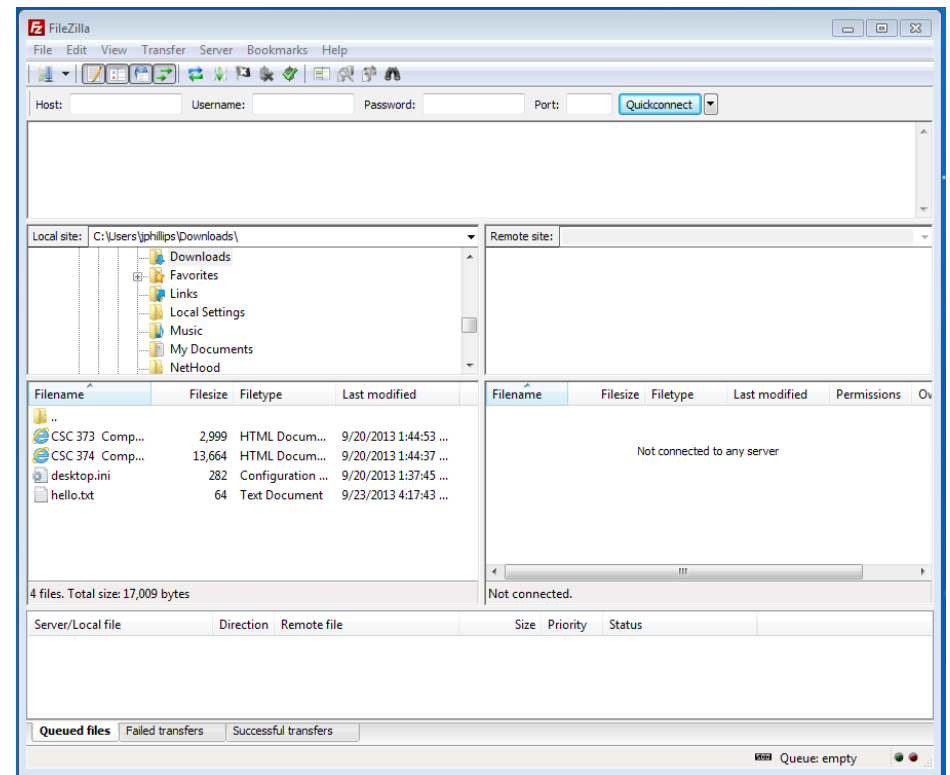 FileZilla
File Edit View Transfer Server Bookmarks Help
Host: Username: Password: Port: Quickconnect
Local site: C:\Users\jphillips\Downloads\
Downloads
Favorites
Links
Local Settings
Music
My Documents
NetHood
Remote site:
Filename Filesize Filetype Last modified
..
CSC 373 Comp... 2,999 HTML Docum... 9/20/2013 1:44:53 ...
CSC 374 Comp... 13,664 HTML Docum... 9/20/2013 1:44:37 ...
desktop.ini 282 Configuration ... 9/20/2013 1:37:45 ...
hello.txt 64 Text Document 9/23/2013 4:17:43 ...
4 files. Total size: 17,009 bytes
Filename Filesize Filetype Last modified Permissions Ov
Not connected to any server
Not connected.
Server/Local file Direction Remote file Size Priority Status
Queued files Failed transfers Successful transfers
Queue: empty